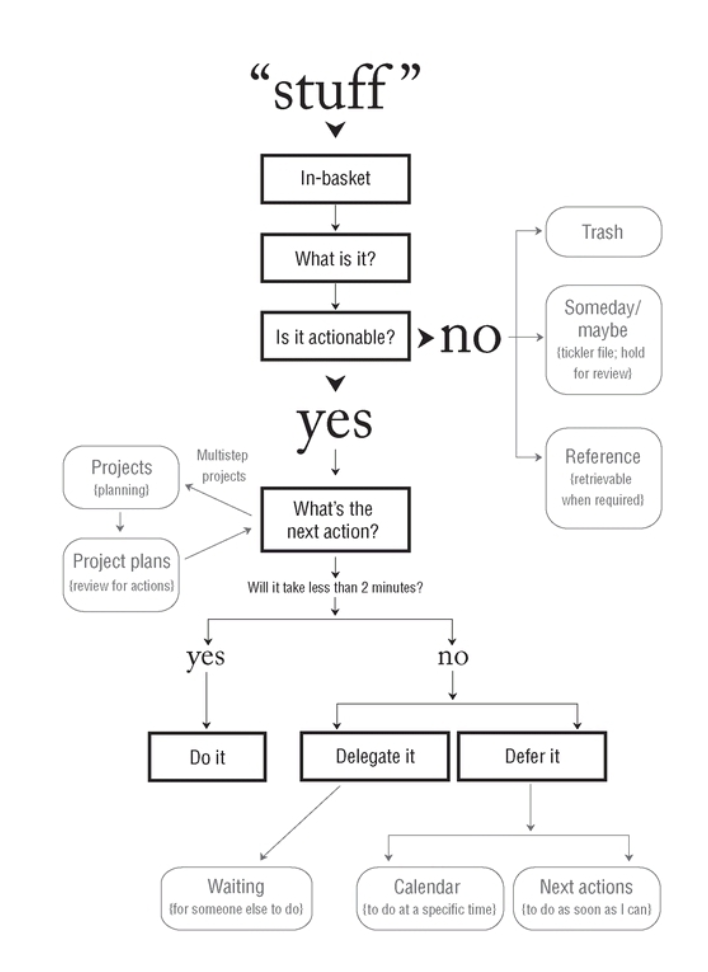 “stuff”
In-basket
What is it?
Is it actionable?
no
Trash
Someday/
maybe
{tickler file; hold
for review}
Reference
{retrievable
when required}
yes
Multistep
projects
Projects
{planning}
Project plans
{review for actions}
What’s the
next action?
Will it take less than 2 minutes?
yes
no
Do it
Delegate it
Defer it
Waiting
{for someone else to do}
Calendar
{to do at a specific time}
Next actions
{to do as soon as I can}